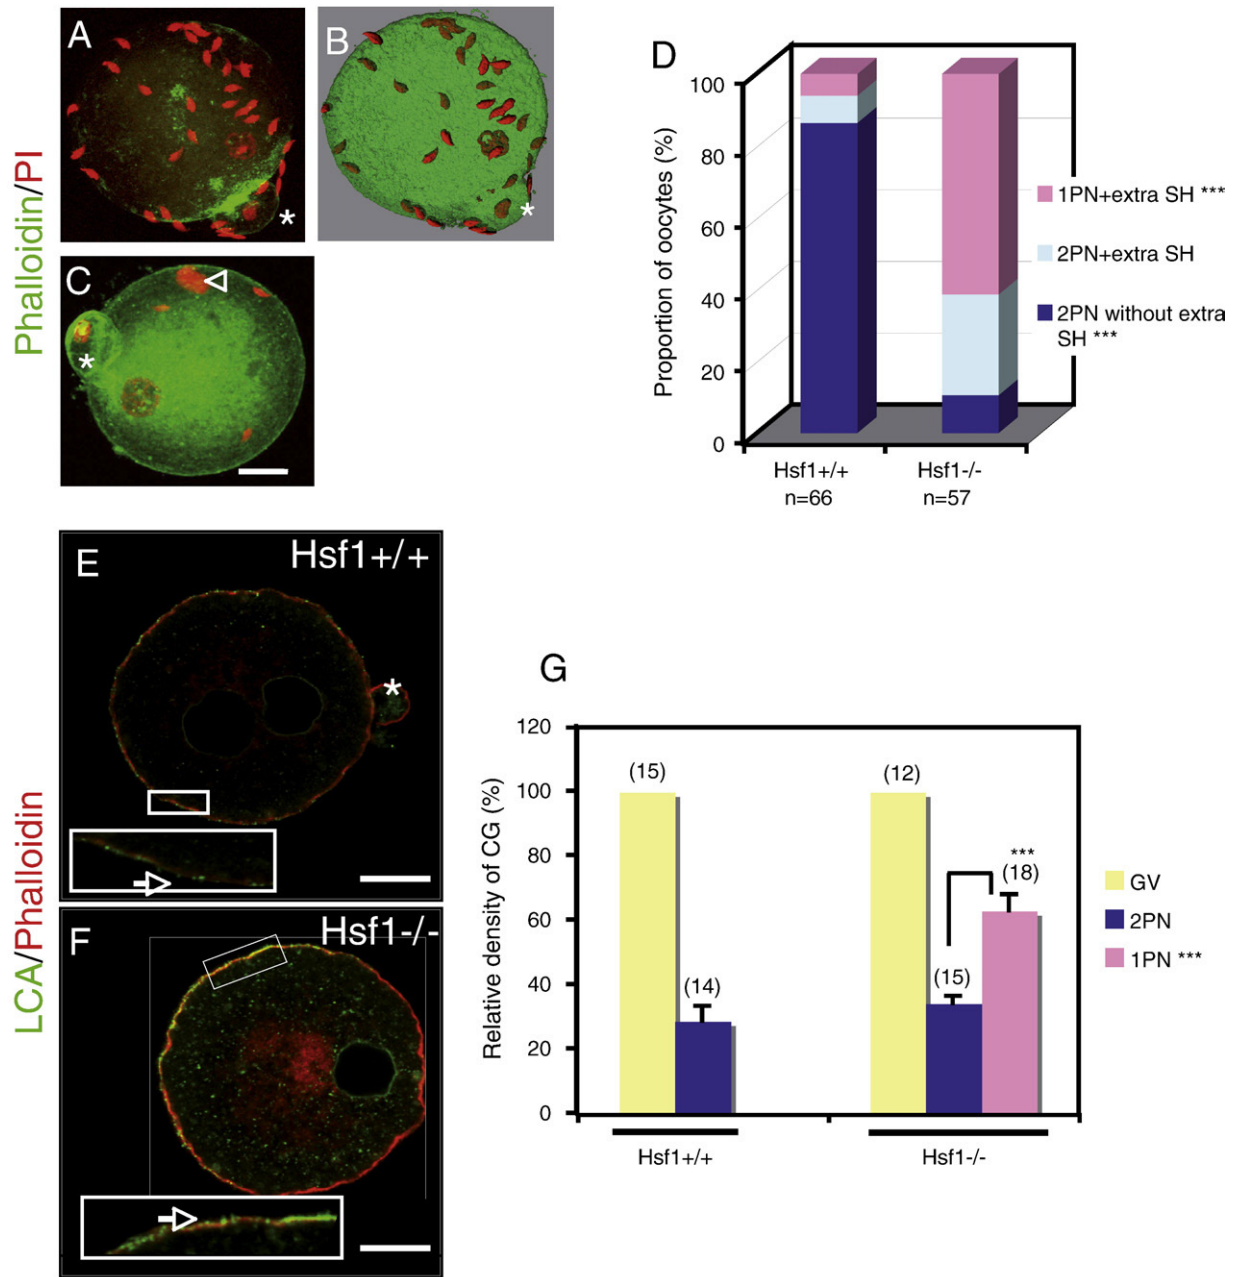 Phalloidin/PI
A
*
B
*
C
*
D
Proportion of oocytes (%)
100
80
60
40
20
0
Hsf1+/+
n=66
Hsf1-/-
n=57
1PN+extra SH ***
2PN+extra SH
2PN without extra
SH ***
LCA/Phalloidin
E
Hsf1+/+
*
F
Hsf1-/-
G
Relative density of CG (%)
120
100
80
60
40
20
0
(15)
(14)
(12)
(15)
***
(18)
Hsf1+/+
Hsf1-/-
GV
2PN
1PN ***